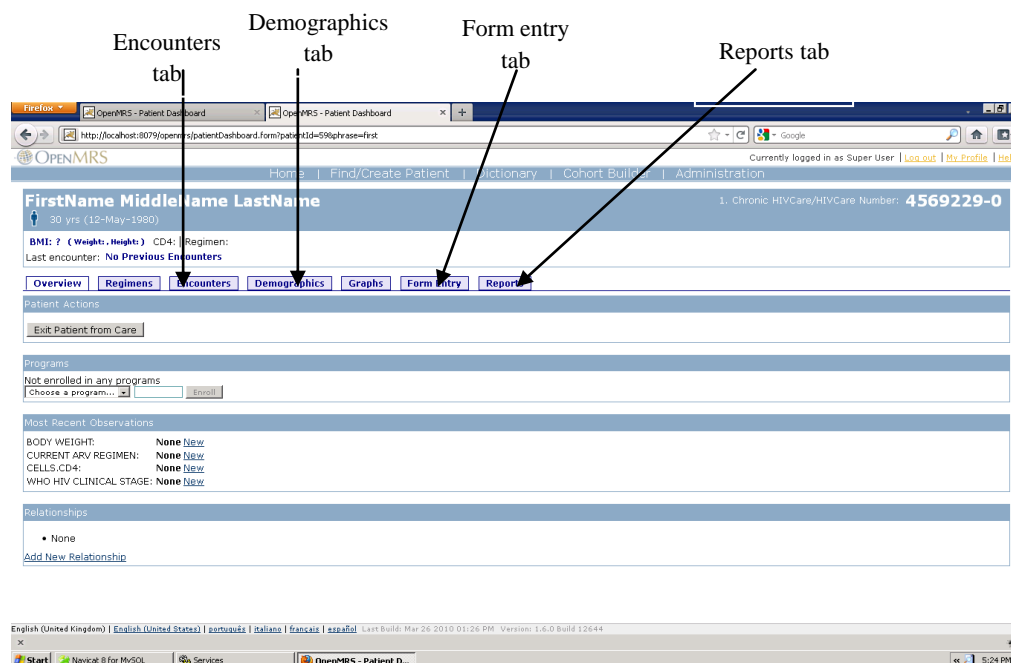 Encounters
tab
Demographics
tab
Form entry
tab
Reports tab
Firefox
OpenMRS - Patient Dashboard × OpenMRS - Patient Dashboard × +
http://localhost:8079/openmrs/patientDashboard.form?patientId=59&phrase=first Google
OPENMRS Currently logged in as Super User | Log out | My Profile | Hel
Home | Find/Create Patient | Dictionary | Cohort Builder | Administration
FirstName MiddleName LastName 1. Chronic HIVCare/HIVCare Number: 4569229-0
30 yrs (12-May-1980)
BMI: ? ( Weight: , Height: ) CD4: | Regimen:
Last encounter: No Previous Encounters
Overview Regimens Encounters Demographics Graphs Form Entry Reports
Patient Actions
Exit Patient from Care
Programs
Not enrolled in any programs
Choose a program... Enroll
Most Recent Observations
BODY WEIGHT: None New
CURRENT ARV REGIMEN: None New
CELLS.CD4: None New
WHO HIV CLINICAL STAGE: None New
Relationships
• None
Add New Relationship
English (United Kingdom) | English (United States) | português | italiano | français | español Last Build: Mar 26 2010 01:26 PM Version: 1.6.0 Build 12644
×
Start Navicat 8 for MySQL Services OpenMRS - Patient D... « 5:24 PM